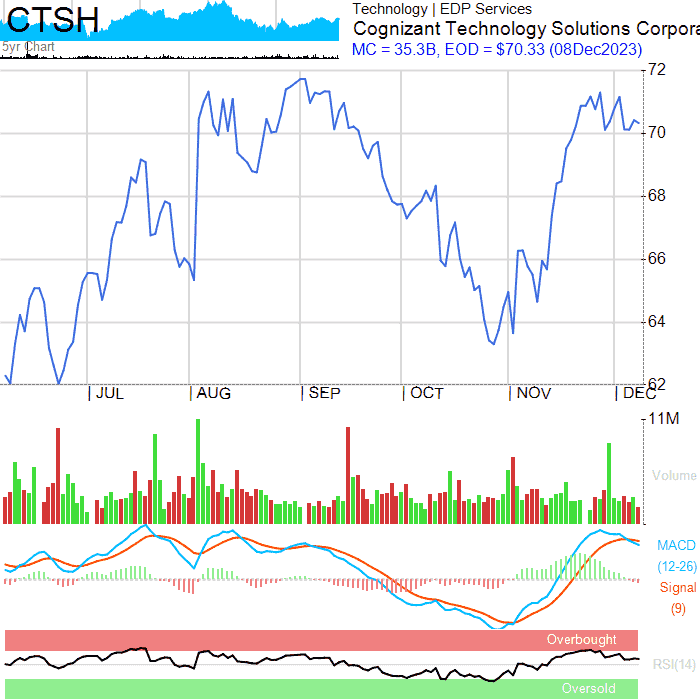 CTSH
5yr Chart
Technology | EDP Services
Cognizant Technology Solutions Corpora
MC = 35.3B, EOD = $70.33 (08Dec2023)
72
70
68
66
64
62
JUL AUG SEP OCT NOV DEC
11M
Volume
MACD
(12-26)
Signal
(9)
Overbought
RSI(14)
Oversold